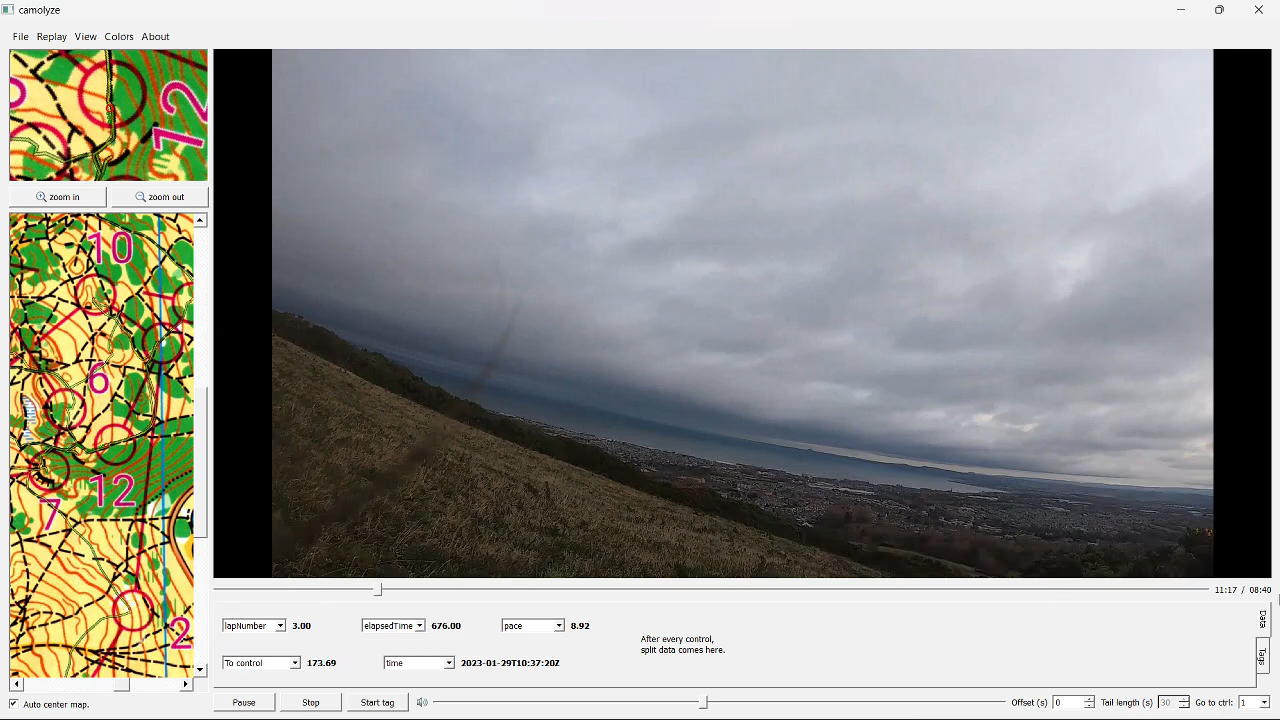 camolyze
File Replay View Colors About
12
zoom in zoom out
10
6
12
7
2
11:17 / 08:40
lapNumber 3.00 elapsedTime 676.00 pace 8.92
After every control,
split data comes here.
To control 173.69 time 2023-01-29T10:37:20Z
Data
Tags
Auto center map.
Pause Stop Start tag Offset (s) 0 Tail length (s) 30 Go to ctrl: 1